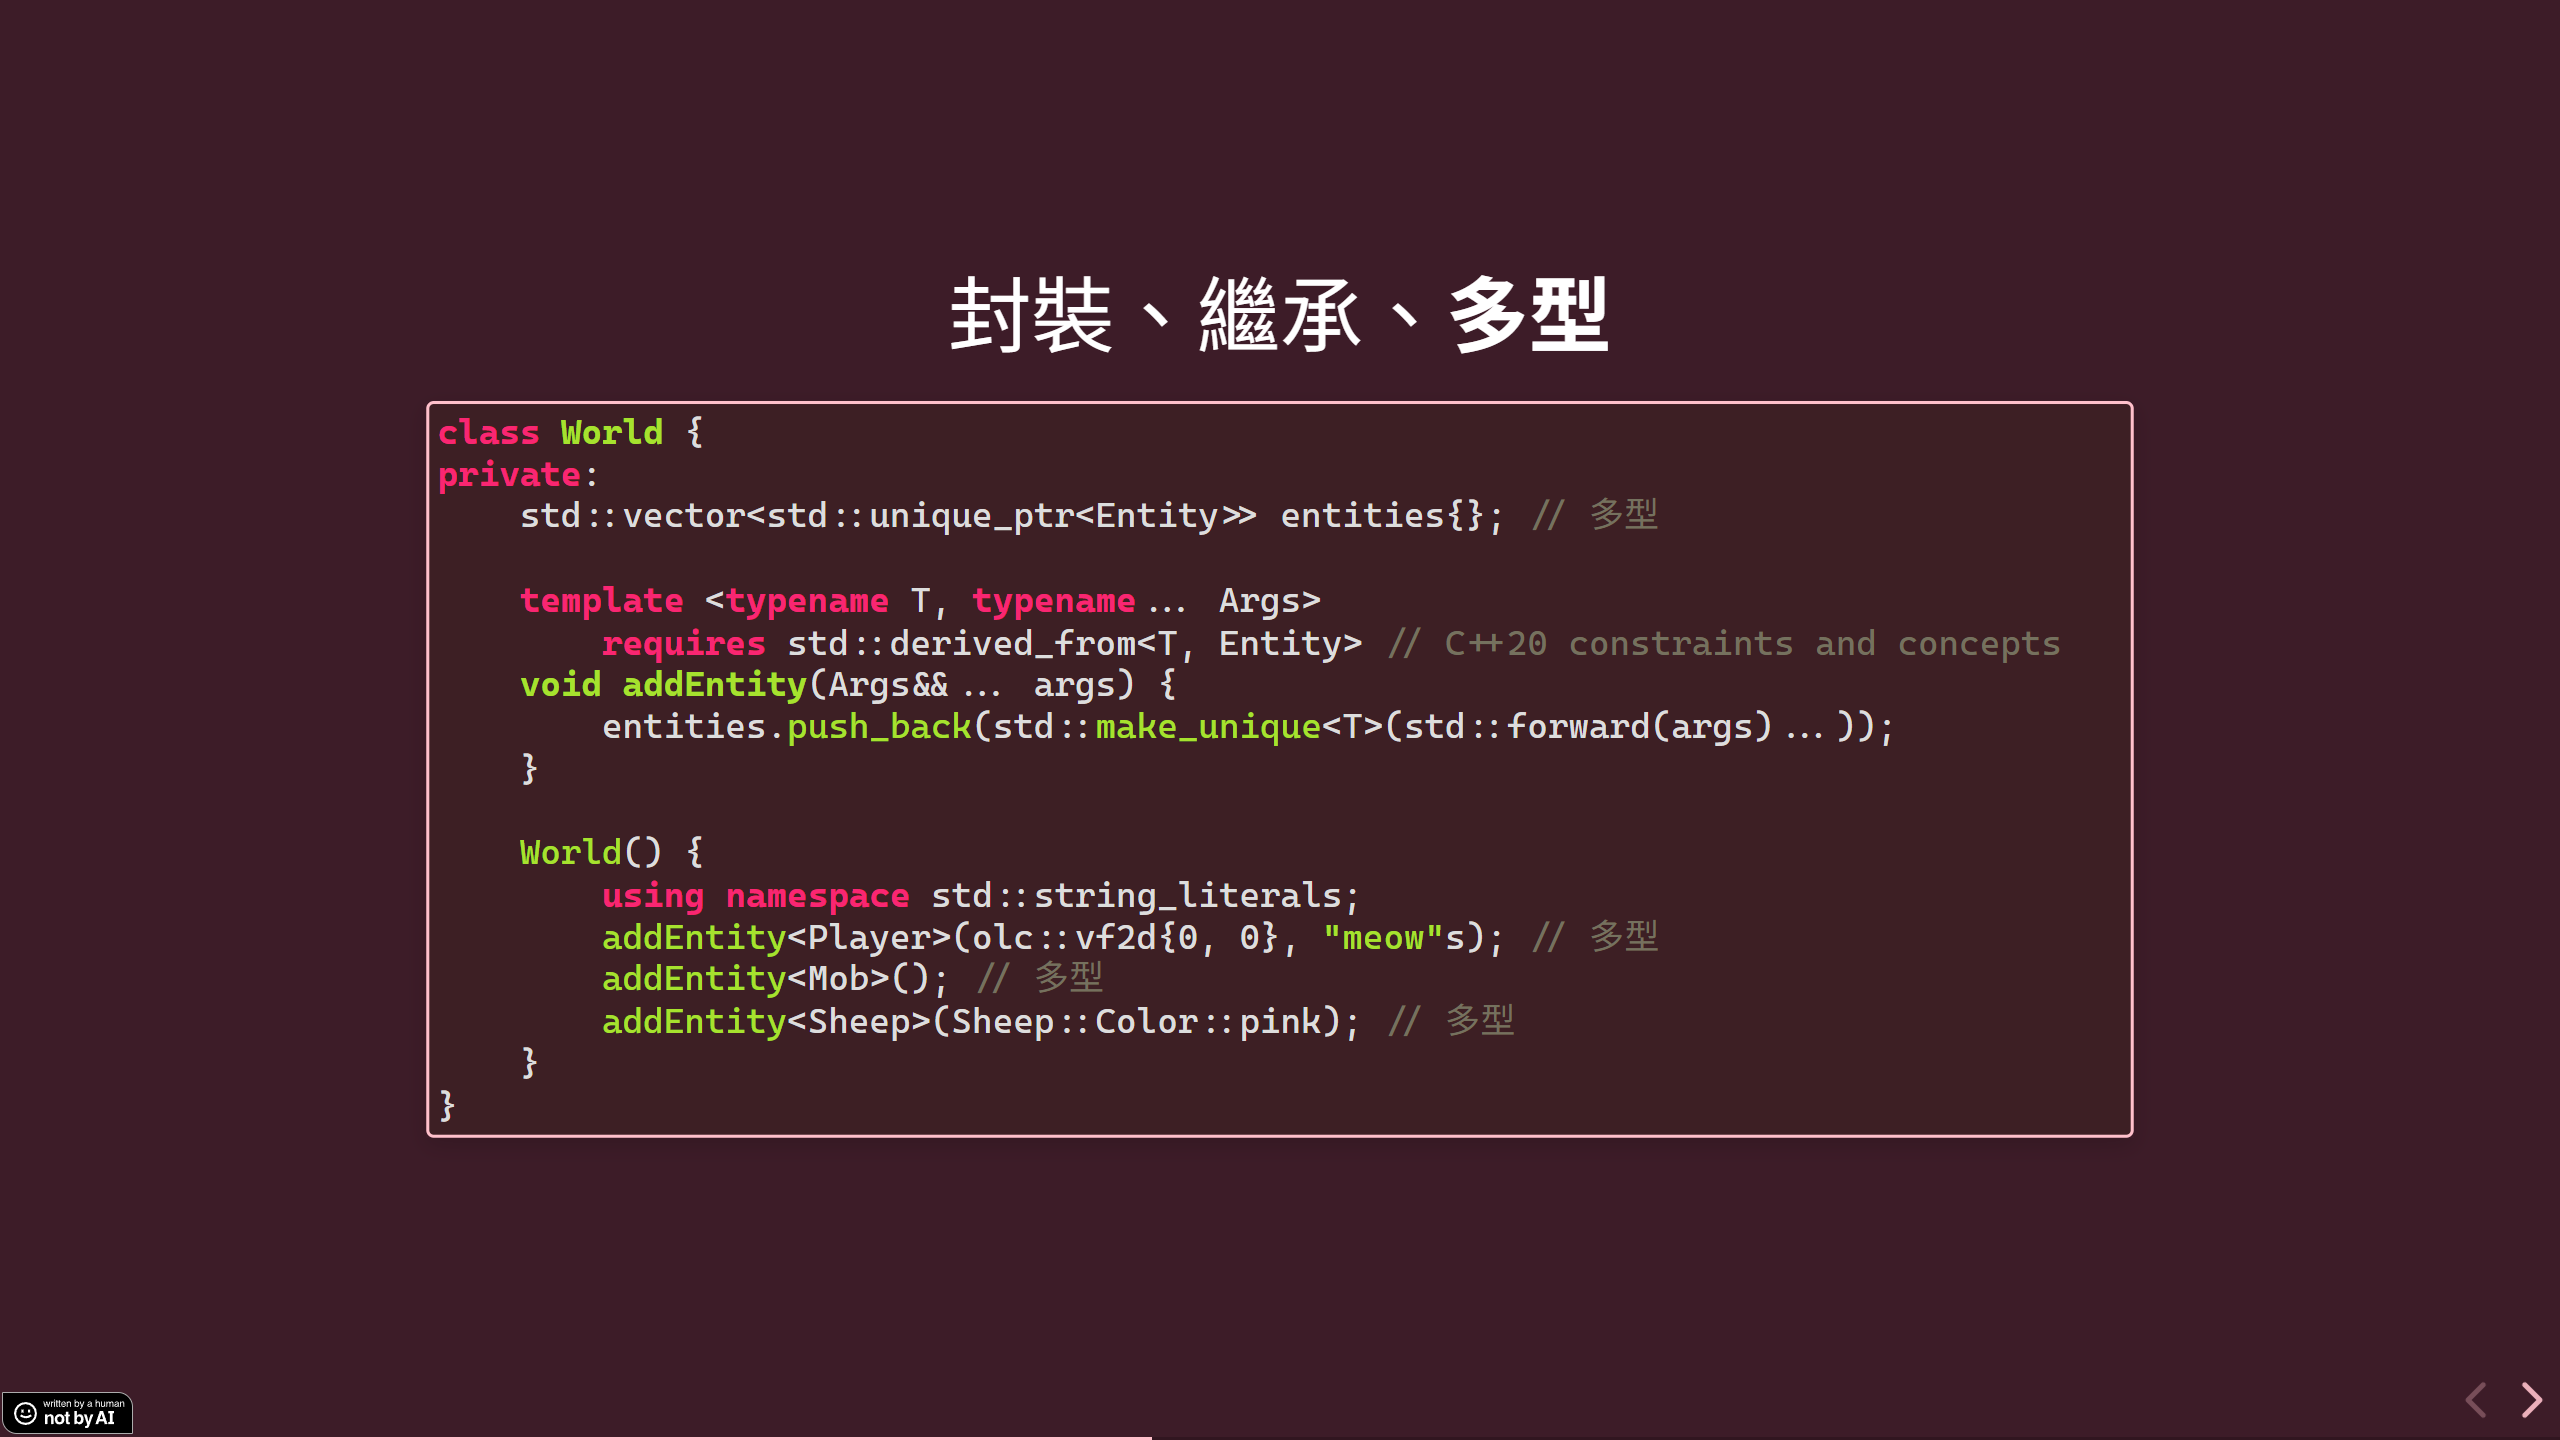 封裝、繼承、多型
class World {
private:
    std::vector<std::unique_ptr<Entity>> entities{}; // 多型

    template <typename T, typename... Args>
        requires std::derived_from<T, Entity> // C++20 constraints and concepts
    void addEntity(Args&&... args) {
        entities.push_back(std::make_unique<T>(std::forward(args)...));
    }

    World() {
        using namespace std::string_literals;
        addEntity<Player>(olc::vf2d{0, 0}, "meow"s); // 多型
        addEntity<Mob>(); // 多型
        addEntity<Sheep>(Sheep::Color::pink); // 多型
    }
}
written by a human
not by AI